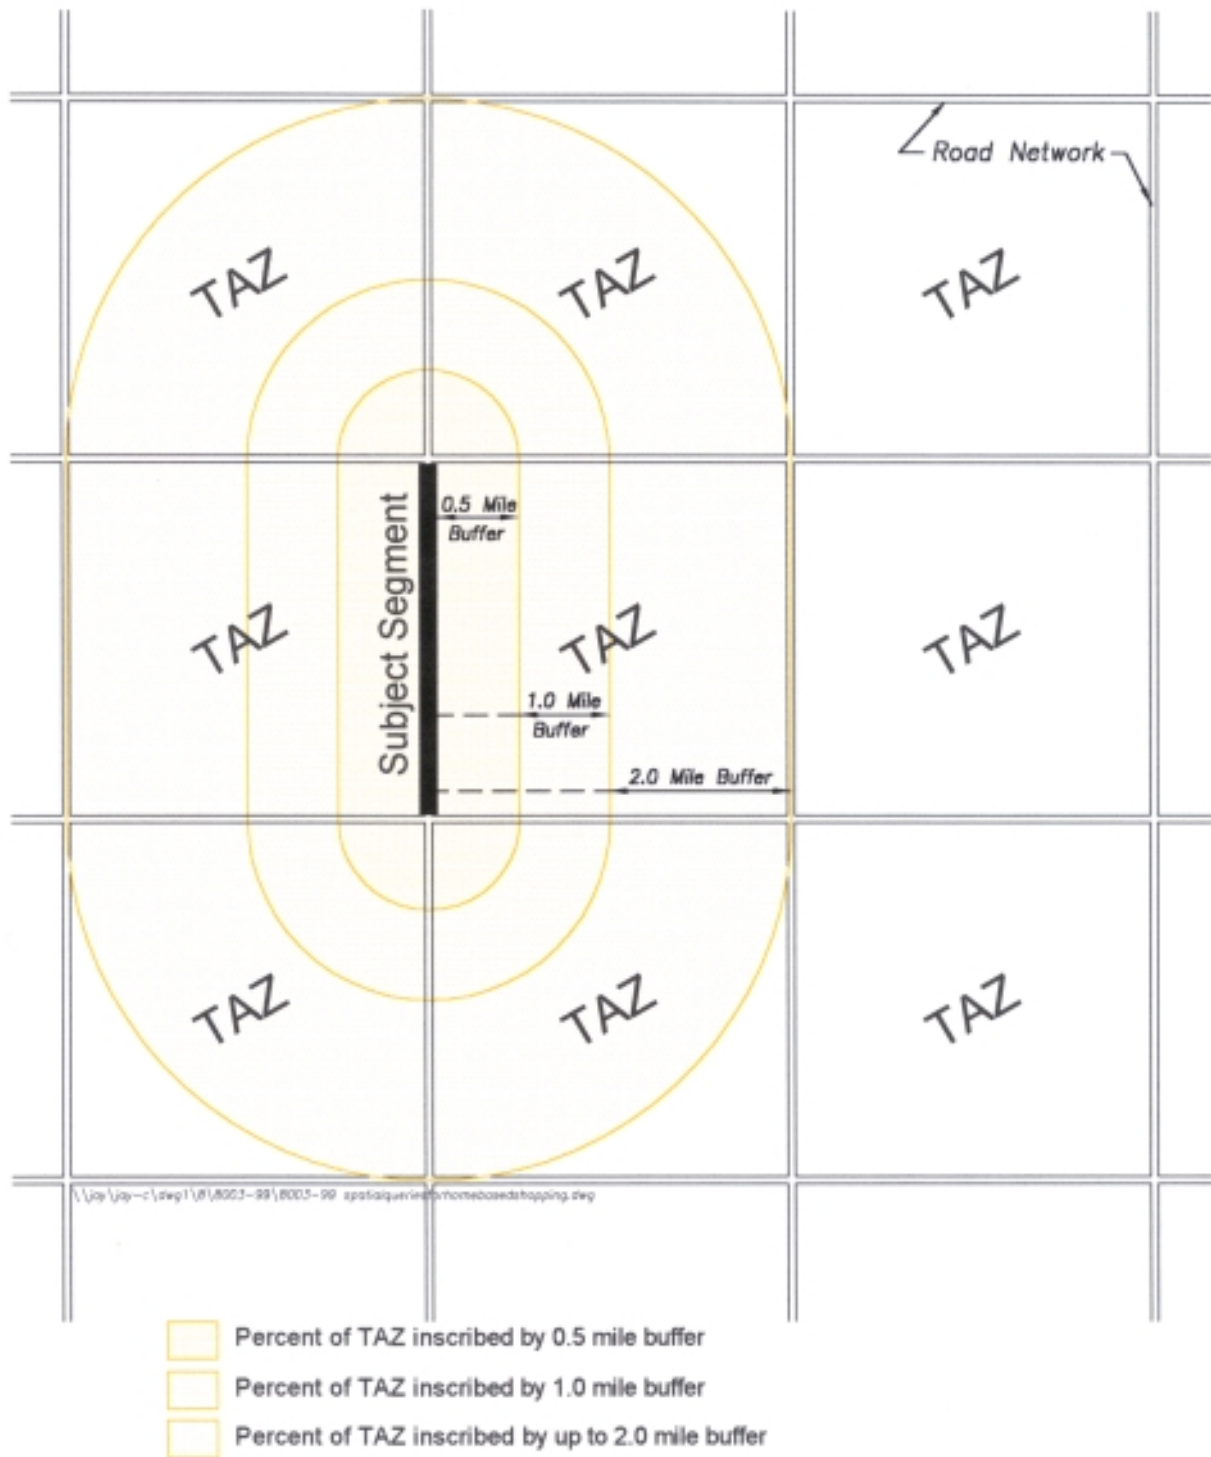 Road Network
TAZ TAZ TAZ
0.5 Mile
Buffer
Subject Segment
TAZ TAZ TAZ
1.0 Mile
Buffer
2.0 Mile Buffer
TAZ TAZ TAZ
Percent of TAZ inscribed by 0.5 mile buffer
Percent of TAZ inscribed by 1.0 mile buffer
Percent of TAZ inscribed by up to 2.0 mile buffer